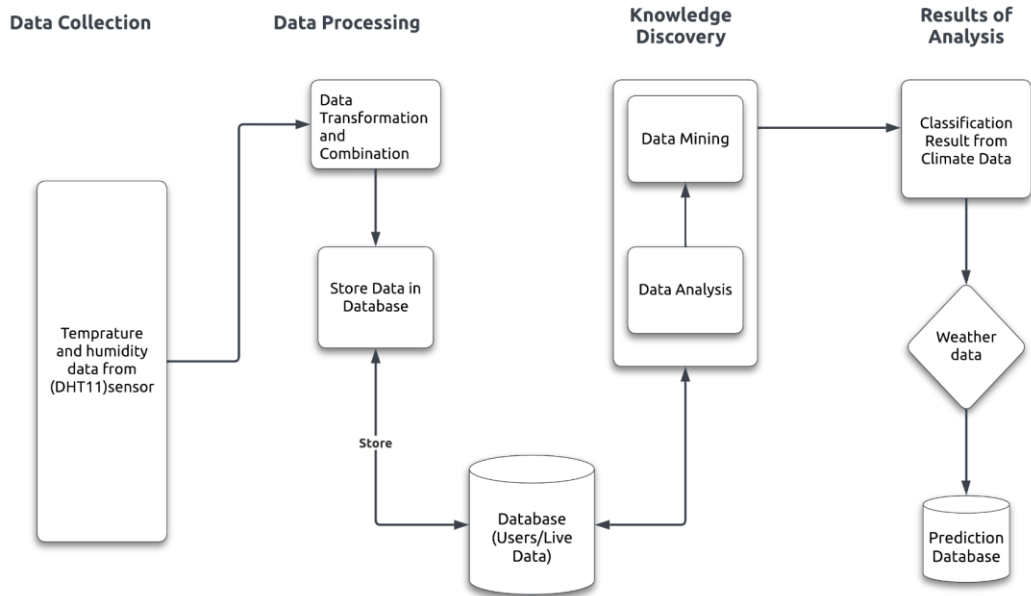 Data Collection
Data Processing
Knowledge
Discovery
Results of
Analysis
Temprature
and humidity
data from
(DHT11)sensor
Data
Transformation
and
Combination
Store Data in
Database
Store
Database
(Users/Live
Data)
Data Mining
Data Analysis
Classification
Result from
Climate Data
Weather
data
Prediction
Database